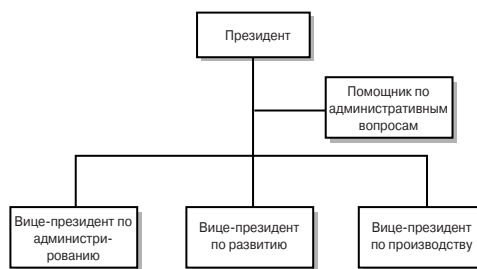 Президент
Помощник по
административным
вопросам
Вице-президент по
администри-
рованию
Вице-президент
по развитию
Вице-президент
по производству